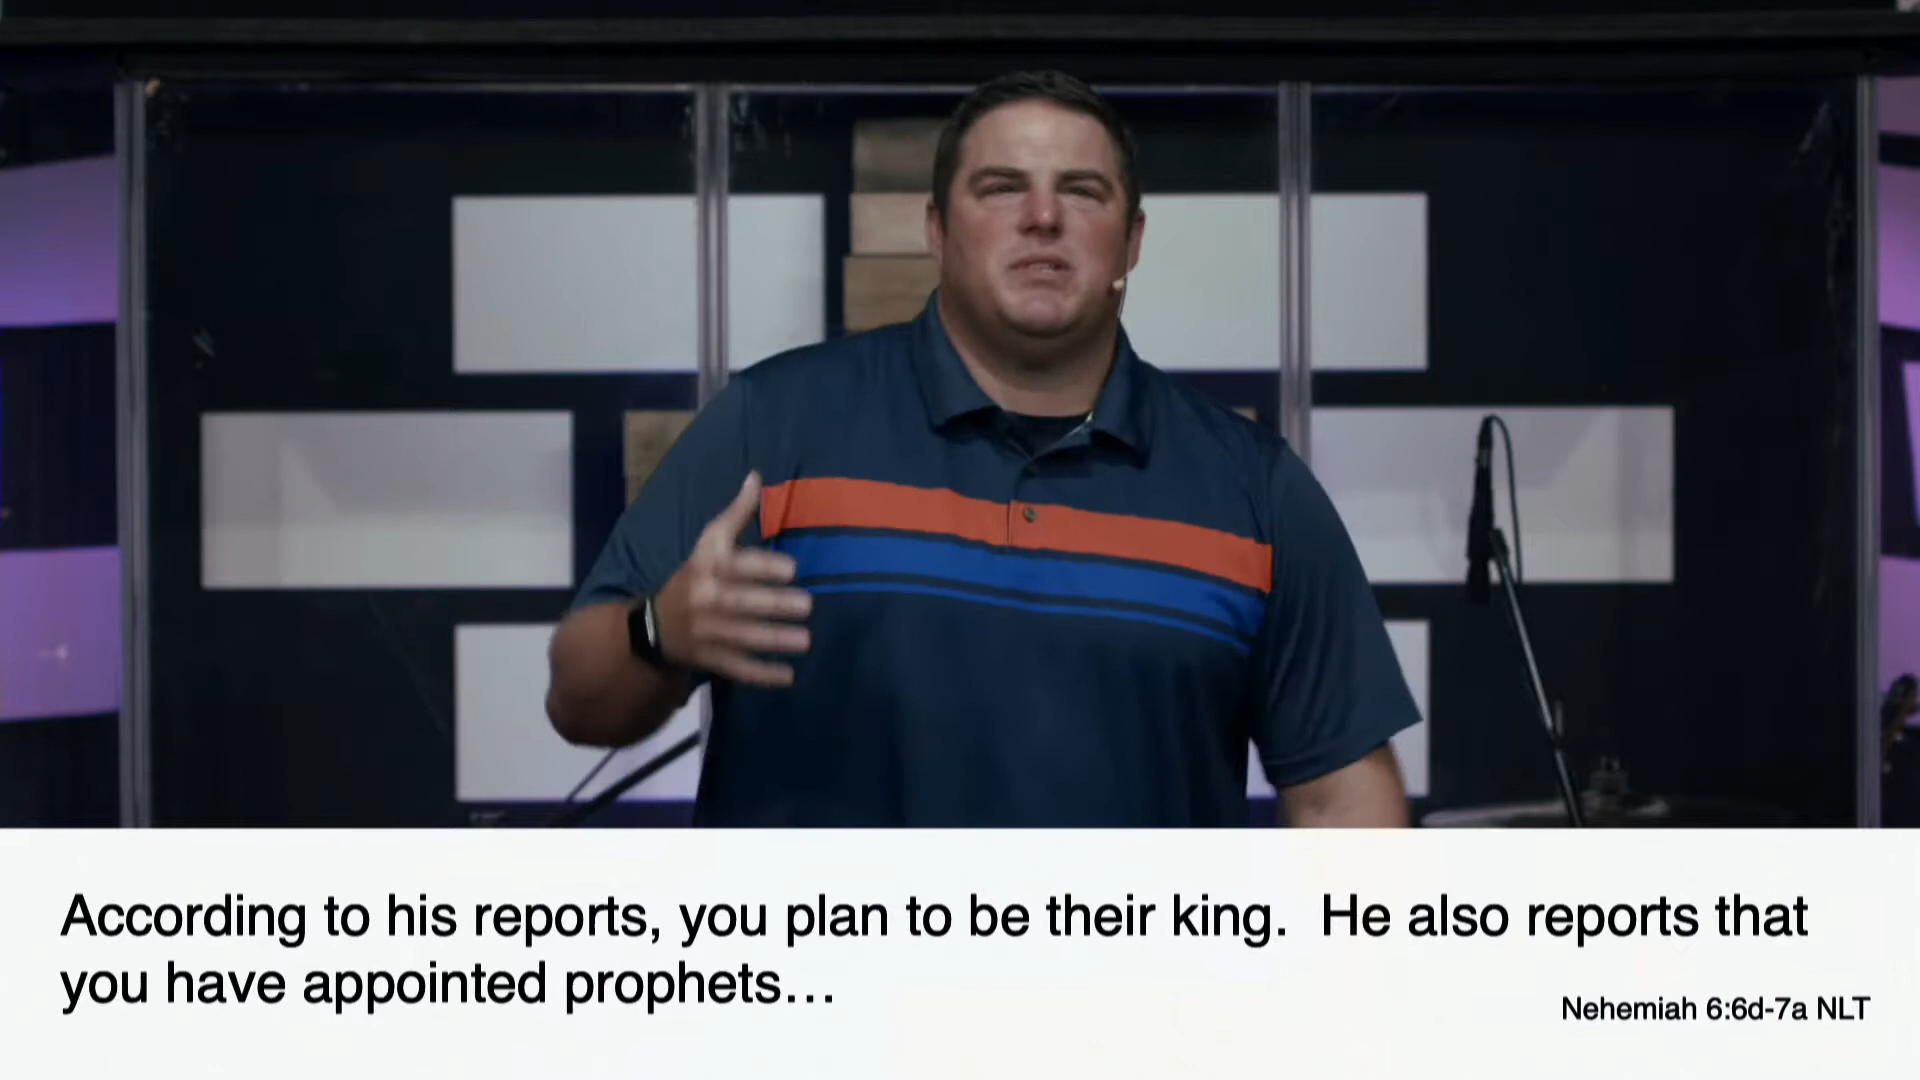 According to his reports, you plan to be their king.  He also reports that
you have appointed prophets…
Nehemiah 6:6d-7a NLT